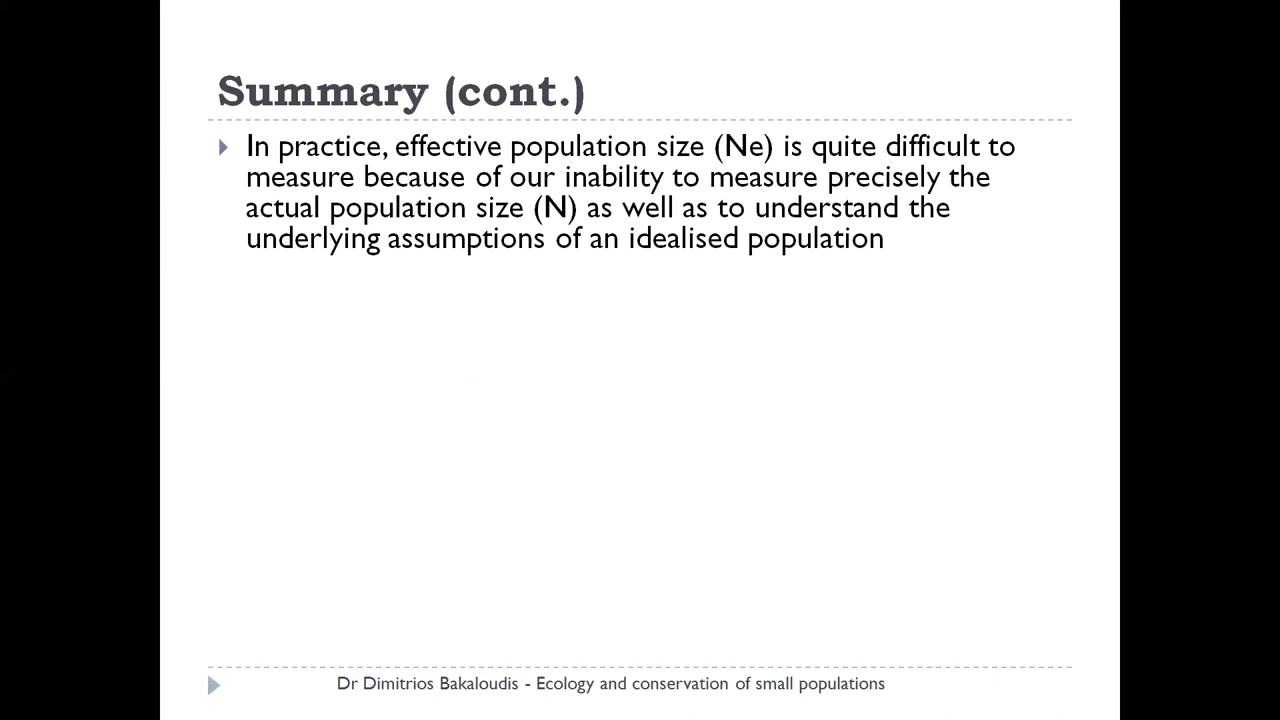 Summary (cont.)
In practice, effective population size (Ne) is quite difficult to
measure because of our inability to measure precisely the
actual population size (N) as well as to understand the
underlying assumptions of an idealised population
Dr Dimitrios Bakaloudis - Ecology and conservation of small populations